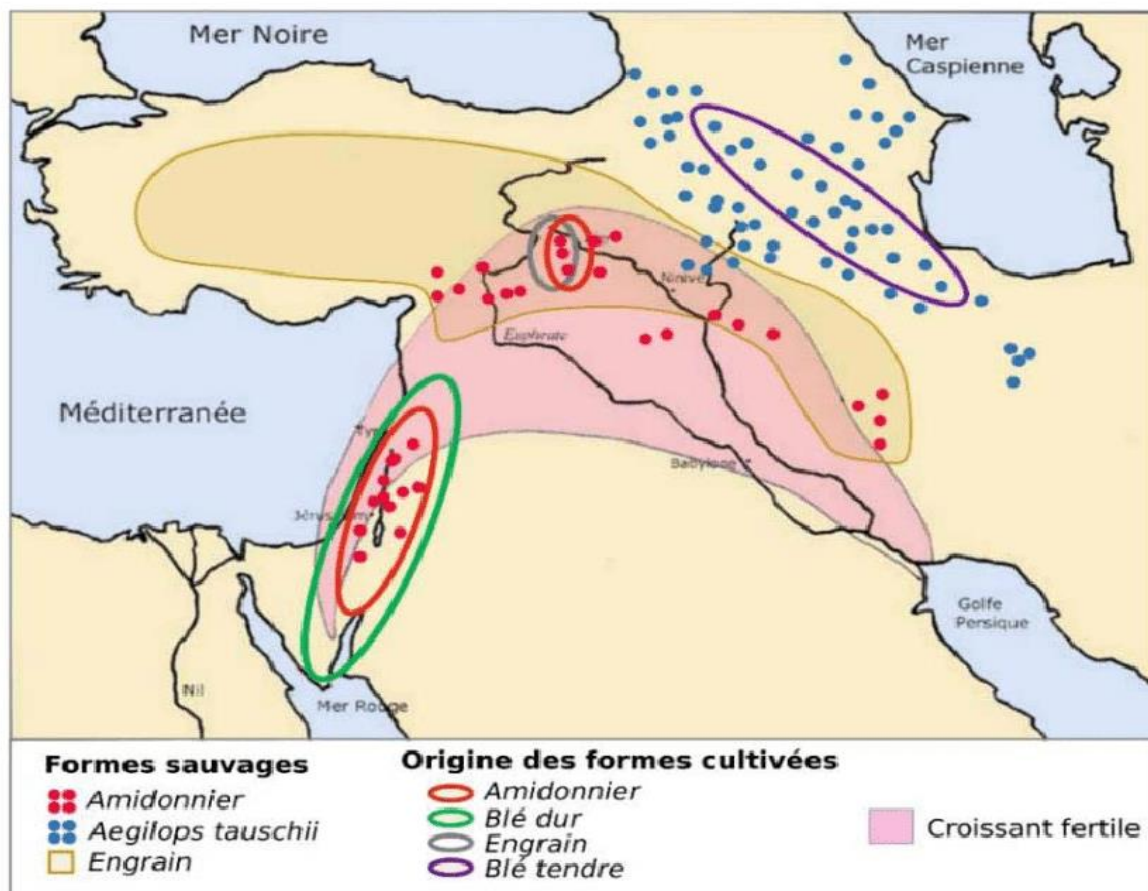 Mer Noire
Mer
Caspienne
Ninive
Euphrate
Méditerranée
Babylone
Golfe
Persique
Nil
Mer Rouge
Formes sauvages
Amidonnier
Aegilops tauschii
Engrain
Origine des formes cultivées
Amidonnier
Blé dur
Engrain
Blé tendre
Croissant fertile